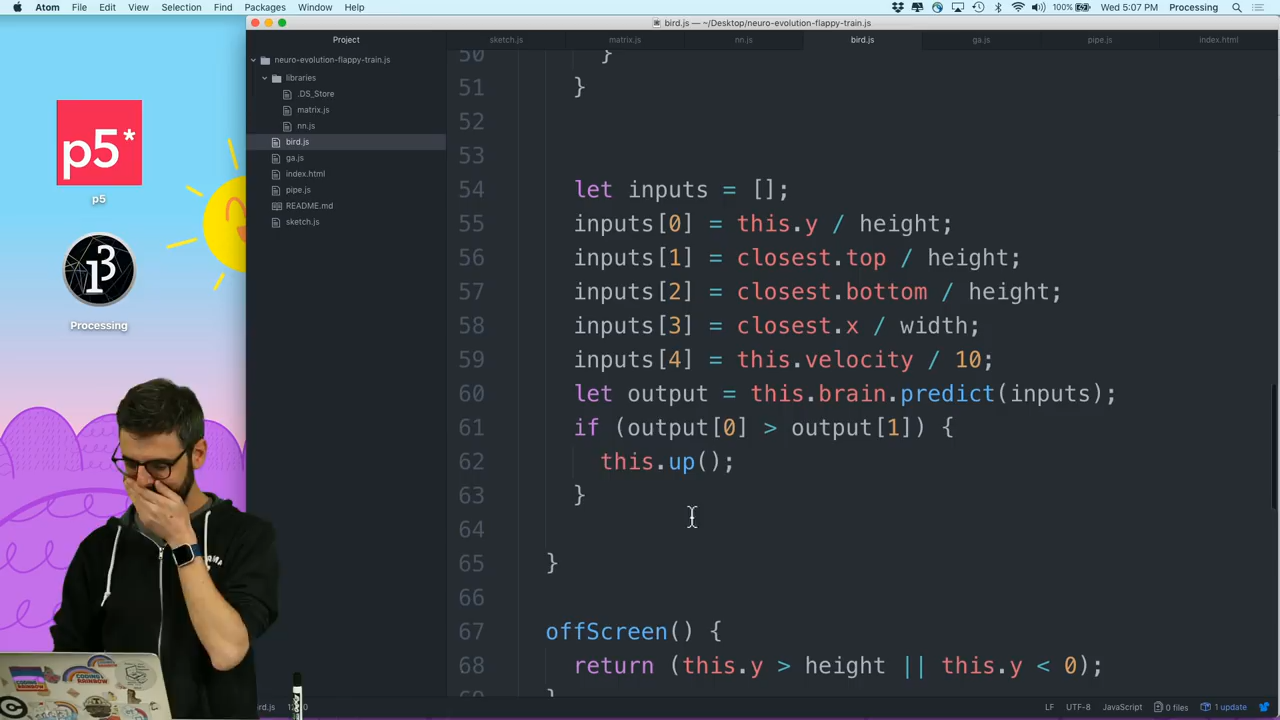 Atom File Edit View Selection Find Packages Window Help
100% Wed 5:07 PM Processing
bird.js — ~/Desktop/neuro-evolution-flappy-train.js
Project
sketch.js matrix.js nn.js bird.js ga.js pipe.js index.html
neuro-evolution-flappy-train.js
libraries
.DS_Store
matrix.js
nn.js
bird.js
ga.js
index.html
pipe.js
README.md
sketch.js
p5*
p5
Processing
50 }
51 }
52
53
54 let inputs = [];
55 inputs[0] = this.y / height;
56 inputs[1] = closest.top / height;
57 inputs[2] = closest.bottom / height;
58 inputs[3] = closest.x / width;
59 inputs[4] = this.velocity / 10;
60 let output = this.brain.predict(inputs);
61 if (output[0] > output[1]) {
62 this.up();
63 }
64
65 }
66
67 offScreen() {
68 return (this.y > height || this.y < 0);
69 }
LF UTF-8 JavaScript 0 files 1 update